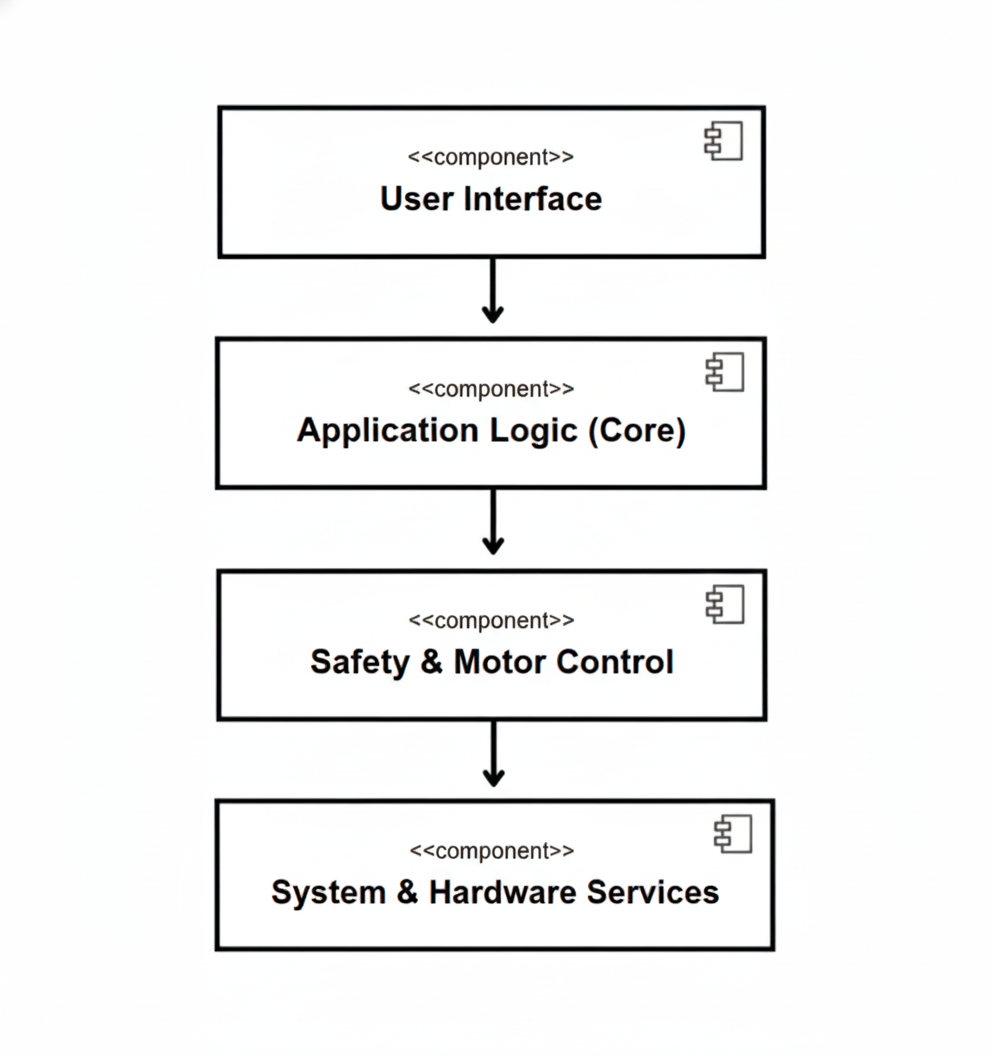 <<component>>
User Interface
<<component>>
Application Logic (Core)
<<component>>
Safety & Motor Control
<<component>>
System & Hardware Services